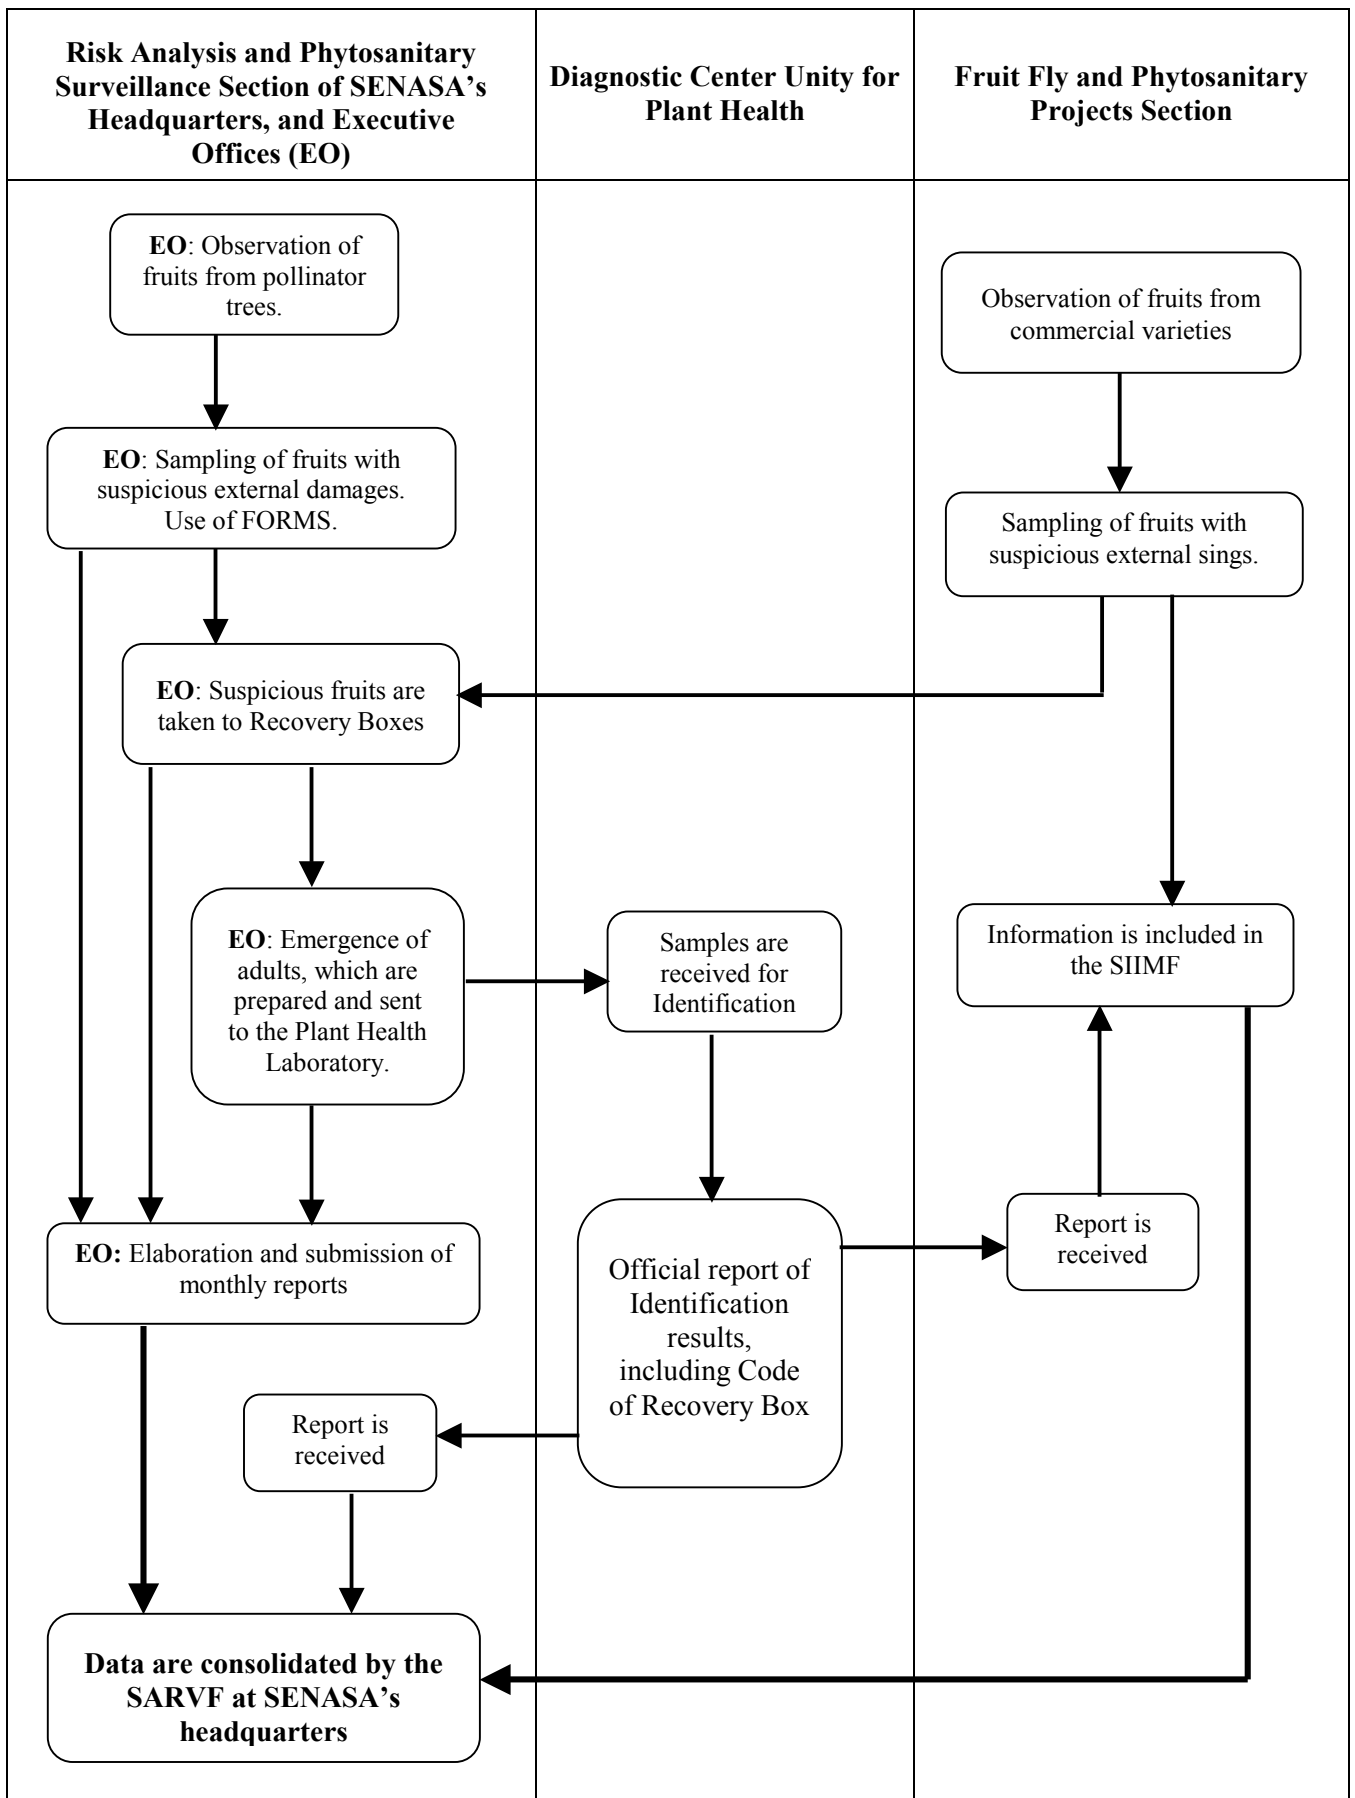 Risk Analysis and Phytosanitary
Surveillance Section of SENASA's
Headquarters, and Executive
Offices (EO)
Diagnostic Center Unity for
Plant Health
Fruit Fly and Phytosanitary
Projects Section
EO: Observation of
fruits from pollinator
trees.
Observation of fruits from
commercial varieties
EO: Sampling of fruits with
suspicious external damages.
Use of FORMS.
Sampling of fruits with
suspicious external sings.
EO: Suspicious fruits are
taken to Recovery Boxes
EO: Emergence of
adults, which are
prepared and sent
to the Plant Health
Laboratory.
Samples are
received for
Identification
Information is included in
the SIIMF
EO: Elaboration and submission of
monthly reports
Official report of
Identification
results,
including Code
of Recovery Box
Report is
received
Report is
received
Data are consolidated by the
SARVF at SENASA's
headquarters